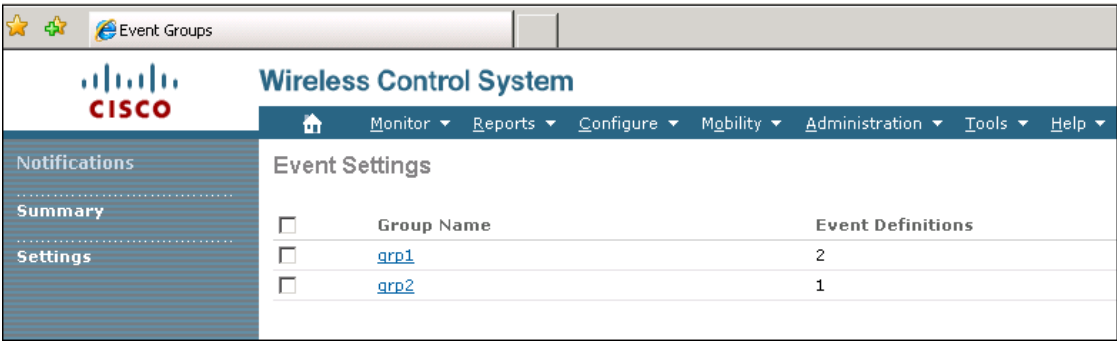 Event Groups
CISCO
Wireless Control System
Monitor Reports Configure Mobility Administration Tools Help
Notifications
Event Settings
Summary
Group Name Event Definitions
Settings
grp1 2
grp2 1